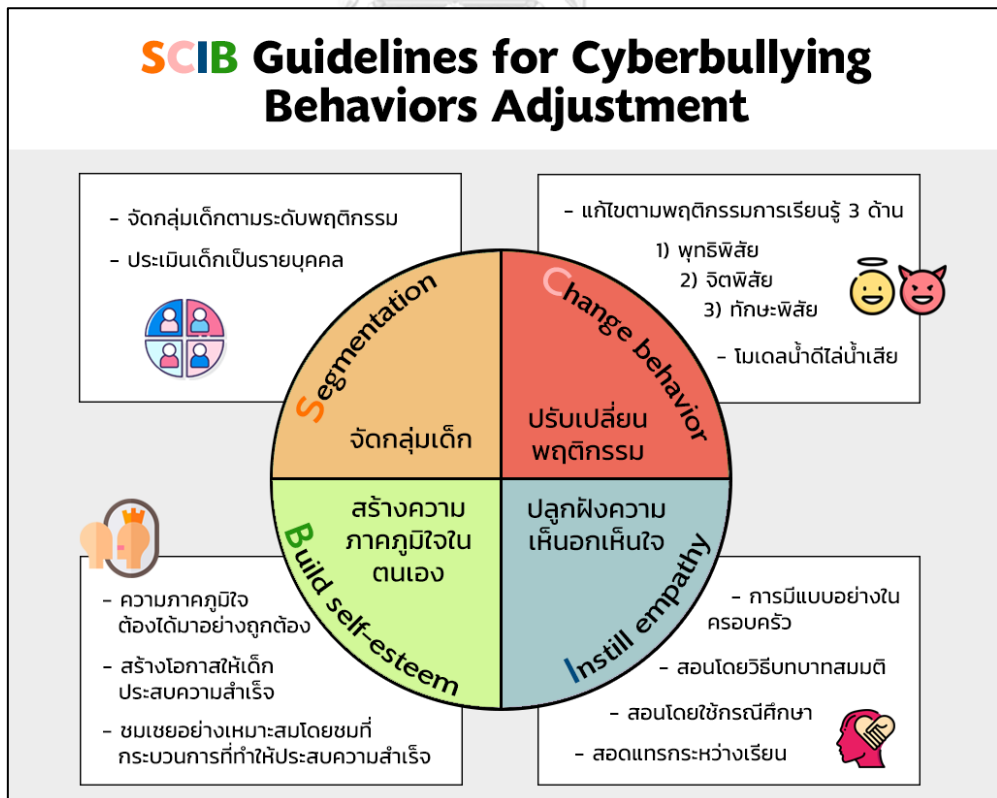 SCIB Guidelines for Cyberbullying
Behaviors Adjustment
- จัดกลุ่มเด็กตามระดับพฤติกรรม
- ประเมินเด็กเป็นรายบุคคล
Segmentation
จัดกลุ่มเด็ก
- แก้ไขตามพฤติกรรมการเรียนรู้ 3 ด้าน
1) พุทธิพิสัย
2) จิตพิสัย
3) ทักษะพิสัย
- โมเดลน้ำดีไล่น้ำเสีย
Change behavior
ปรับเปลี่ยน
พฤติกรรม
สร้างความ
ภาคภูมิใจใน
ตนเอง
Build self-esteem
- ความภาคภูมิใจ
ต้องได้มาอย่างถูกต้อง
- สร้างโอกาสให้เด็ก
ประสบความสำเร็จ
- ชมเชยอย่างเหมาะสมโดยชมที่
กระบวนการที่ทำให้ประสบความสำเร็จ
ปลูกฝังความ
เห็นอกเห็นใจ
Instill empathy
- การมีแบบอย่างใน
ครอบครัว
- สอนโดยวิธีบทบาทสมมติ
- สอนโดยใช้กรณีศึกษา
- สอดแทรกระหว่างเรียน